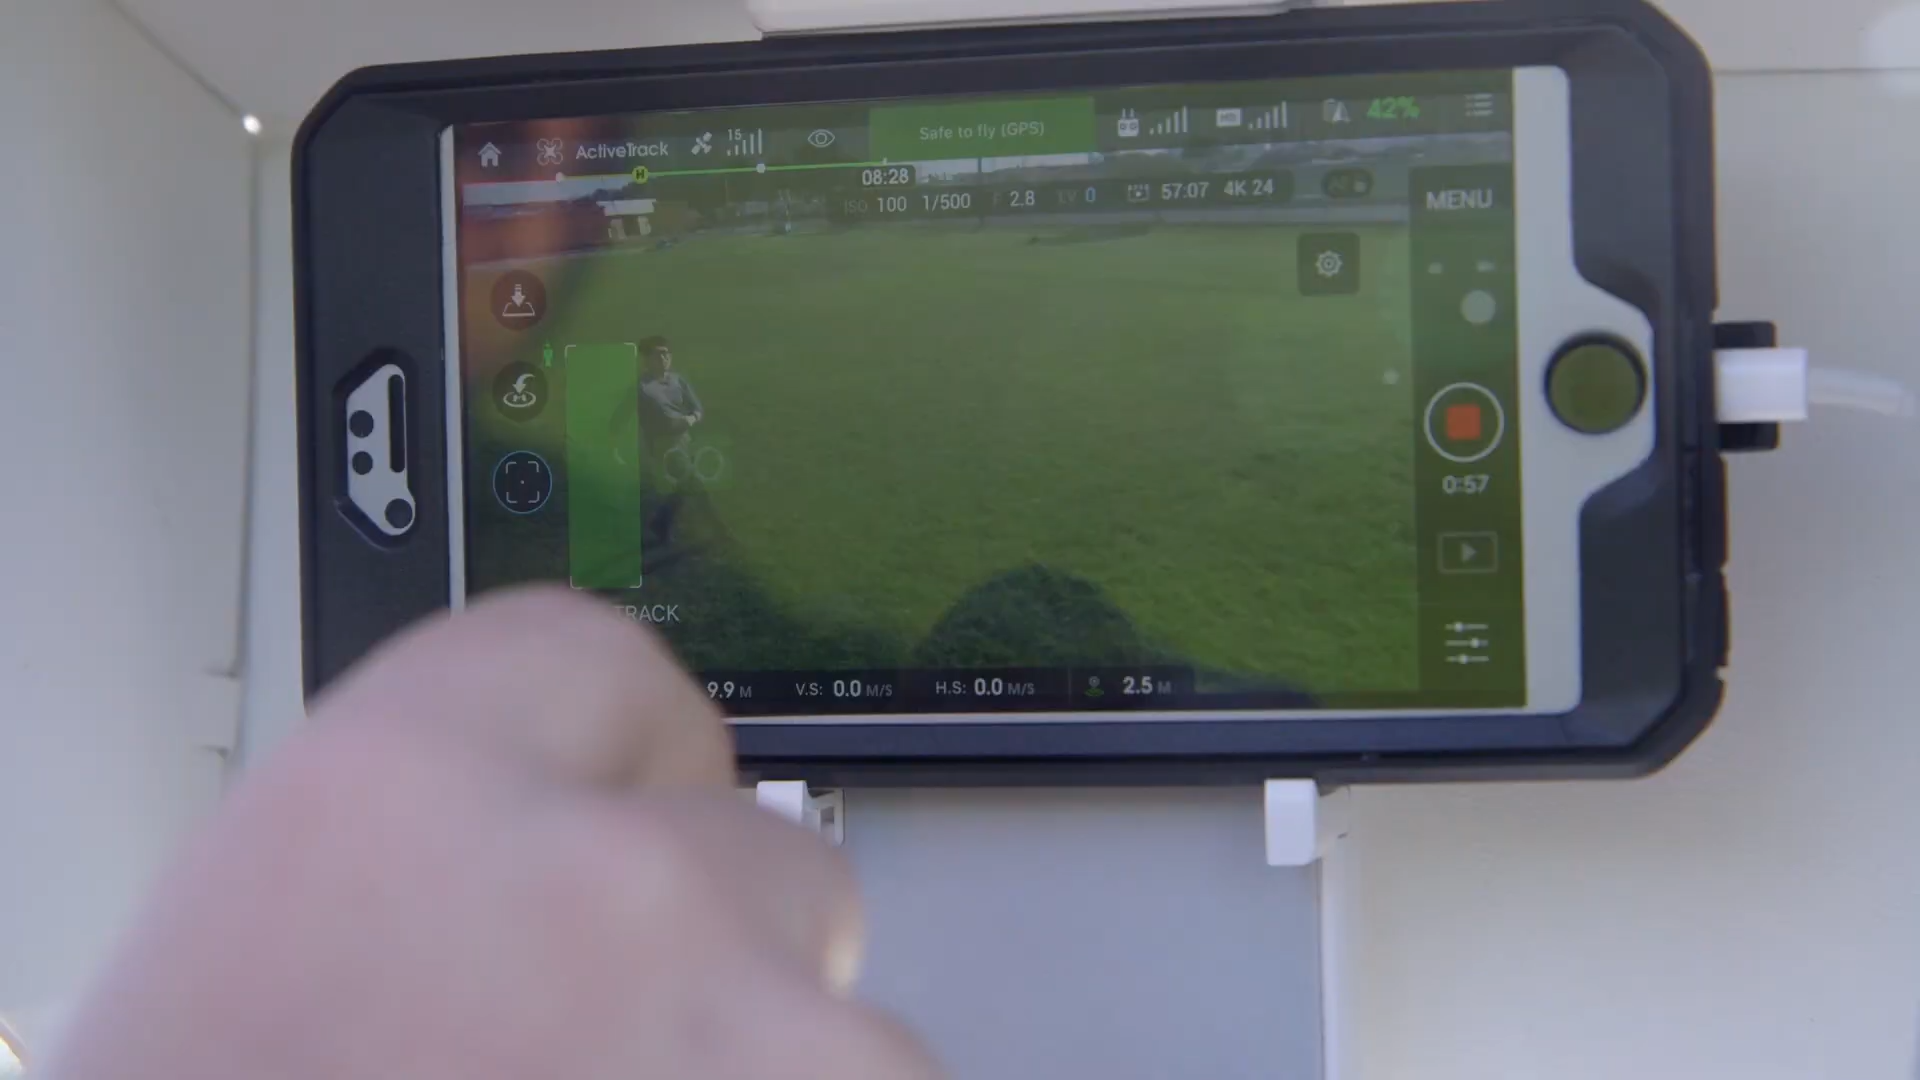 ActiveTrack 15 Safe to fly (GPS) HD 42%
H 08:28
ISO 100 1/500 F 2.8 EV 0 57:07 4K 24 MENU
0:57
TRACK
9.9 M V.S: 0.0 M/S H.S: 0.0 M/S 2.5 M